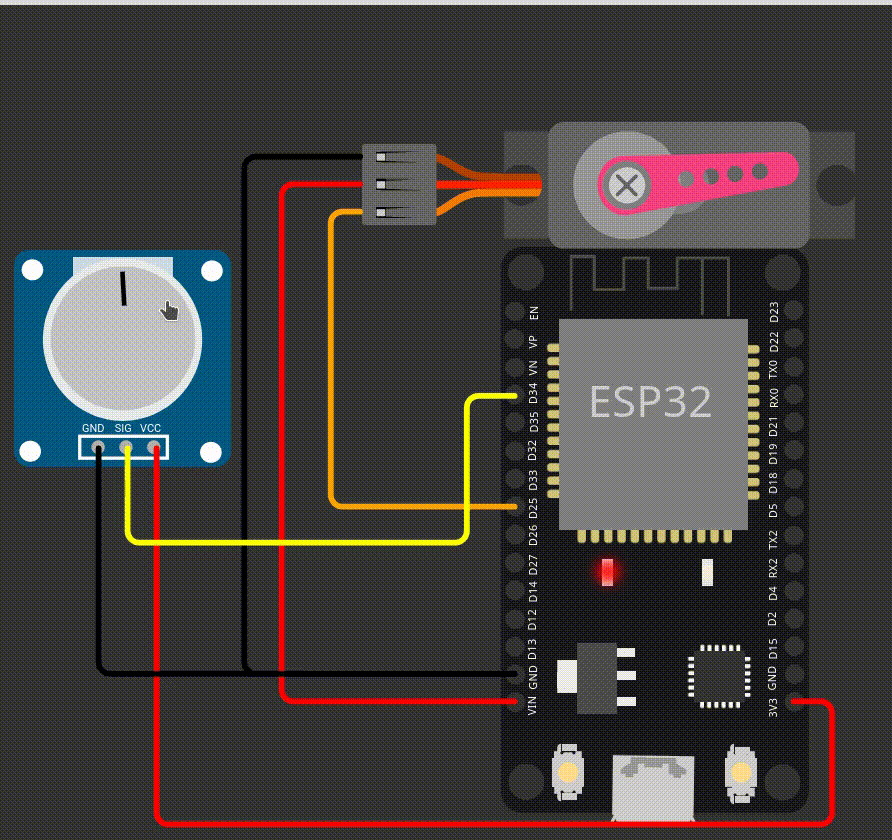 GND SIG VCC
ESP32
EN
VP
VN
D34
D35
D32
D33
D25
D26
D27
D14
D12
D13
GND
VIN
D23
D22
TX0
RX0
D21
D19
D18
D5
TX2
RX2
D4
D2
D15
GND
3V3